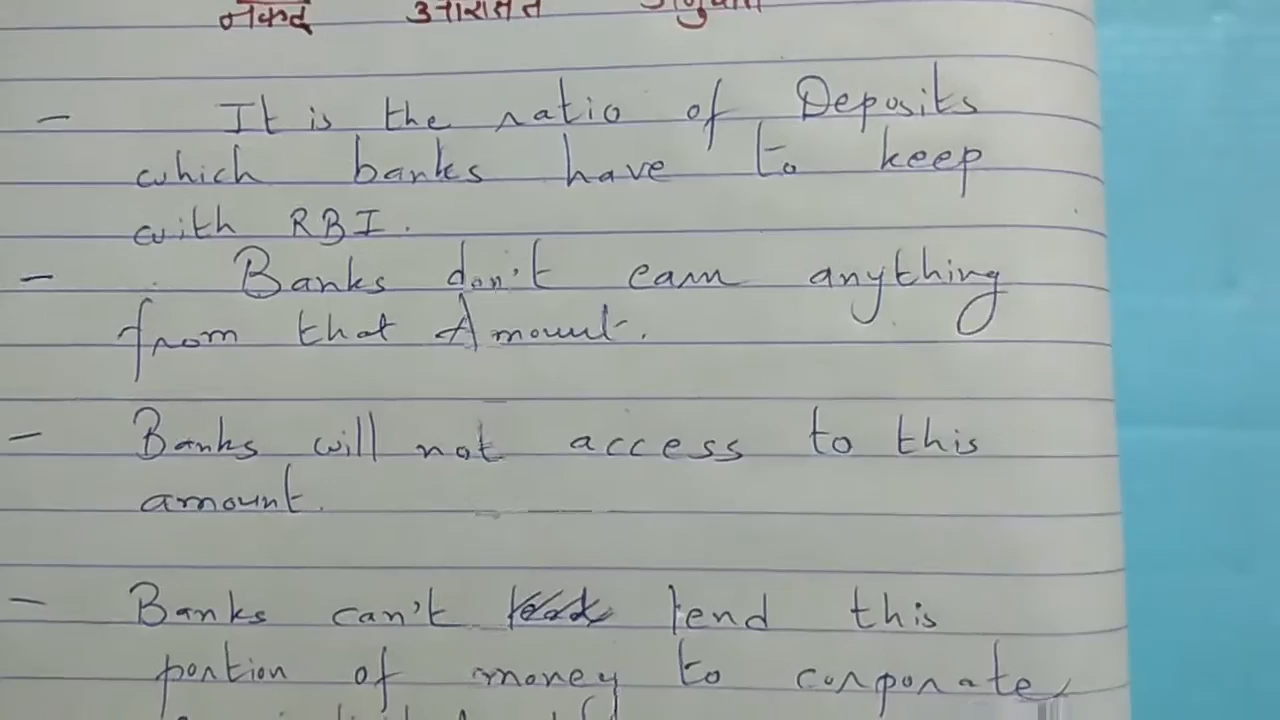 नकद आरक्षित अनुपात
- It is the ratio of Deposits
which banks have to keep
with RBI.
- Banks don't earn anything
from that Amount.
- Banks will not access to this
amount.
- Banks can't lend this
portion of money to corporate